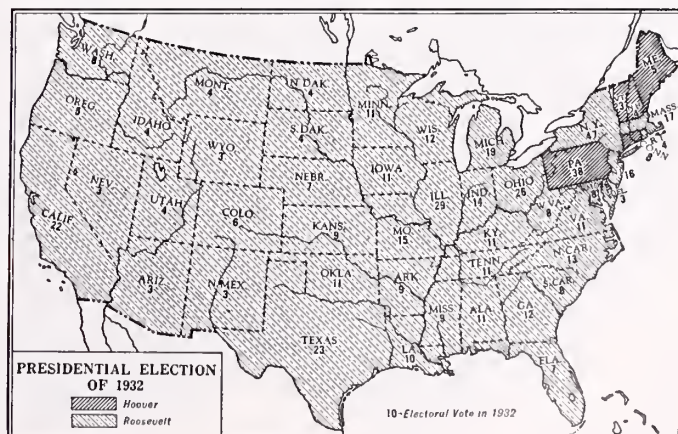 WASH.
8
OREG.
5
CALIF.
22
NEV.
3
IDAHO
4
MONT.
4
WYO.
3
UTAH
4
COLO.
6
ARIZ.
3
N.MEX.
3
N.DAK.
4
S.DAK.
4
NEBR.
7
KANS.
9
OKLA.
11
TEXAS
23
MINN.
11
IOWA
11
MO.
15
ARK.
9
LA.
10
WIS.
12
ILL.
29
MICH.
19
IND.
14
OHIO
26
KY.
11
TENN.
11
MISS.
9
ALA.
11
GA.
12
FLA.
7
S.CAR.
8
N.CAR.
13
VA.
11
W.VA.
8
PA.
36
N.Y.
47
ME.
5
MASS.
17
4
16
3
PRESIDENTIAL ELECTION
OF 1932
Hoover
Roosevelt
10-Electoral Vote in 1932